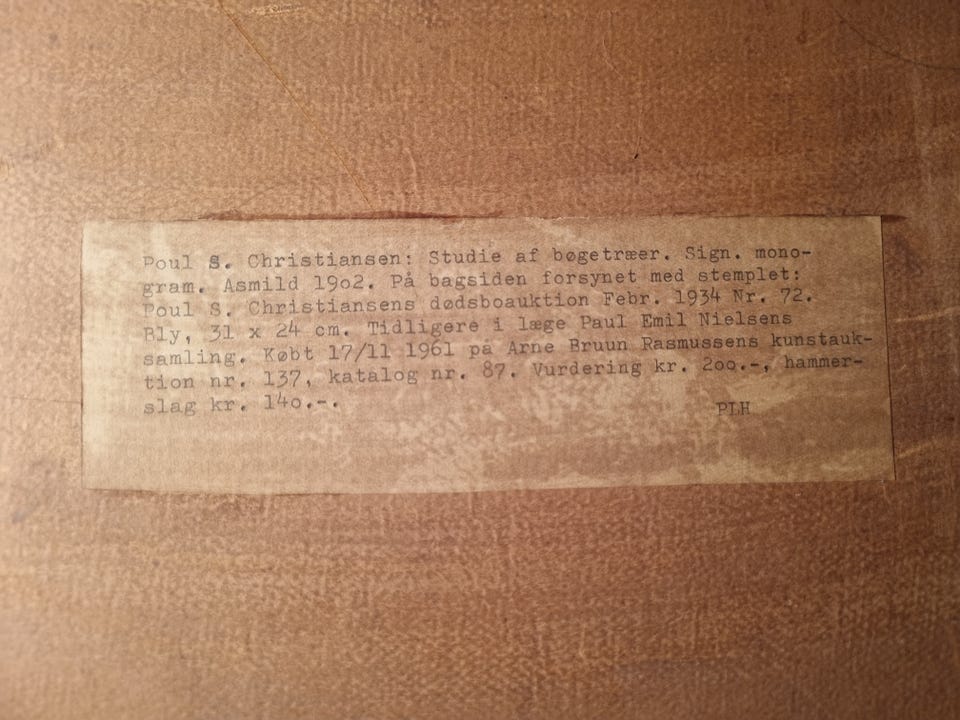 Poul S. Christiansen: Studie af bøgetræer. Sign. mono-
gram. Asmild 19o2. På bagsiden forsynet med stemplet:
Poul S. Christiansens dødsboauktion Febr. 1934 Nr. 72.
Bly, 31 x 24 cm. Tidligere i læge Paul Emil Nielsens
samling. Købt 17/11 1961 på Arne Bruun Rasmussens kunstauk-
tion nr. 137, katalog nr. 87. Vurdering kr. 2oo.-, hammer-
slag kr. 14o.-.
PLH